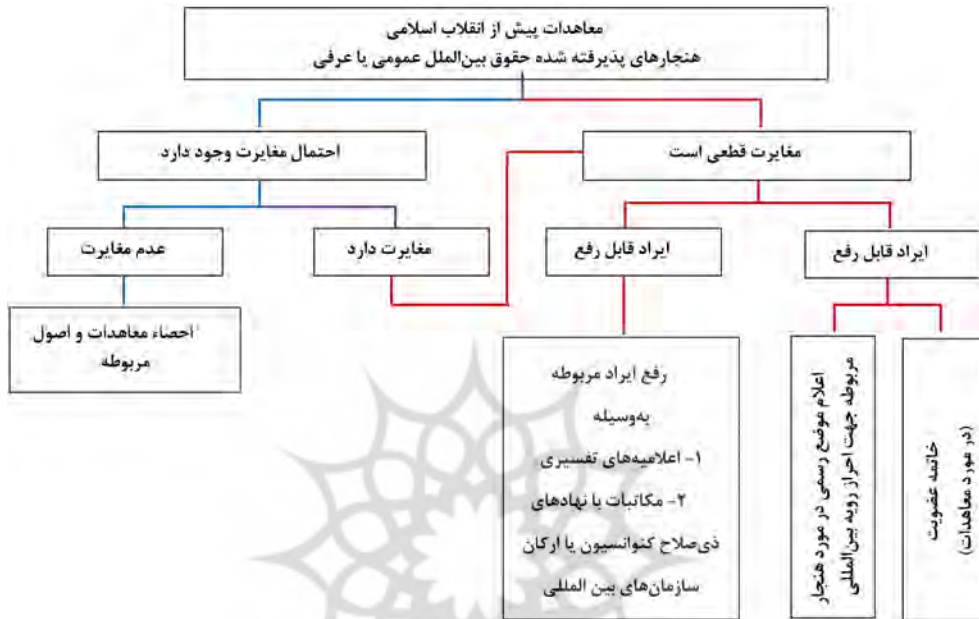 معاهدات پیش از انقلاب اسلامی
هنجارهای پذیرفته شده حقوق بین‌الملل عمومی یا عرفی
مغایرت قطعی است
احتمال مغایرت وجود دارد
ایراد قابل رفع
ایراد قابل رفع
مغایرت دارد
عدم مغایرت
خاتمه عضویت
(در مورد معاهدات)
اعلام موضع رسمی در مورد هنجار
مربوطه جهت احراز رویه بین‌المللی
رفع ایراد مربوطه
به‌وسیله
۱- اعلامیه‌های تفسیری
۲- مکاتبات با نهادهای
ذی‌صلاح کنوانسیون یا ارکان
سازمان‌های بین المللی
احصاء معاهدات و اصول
مربوطه